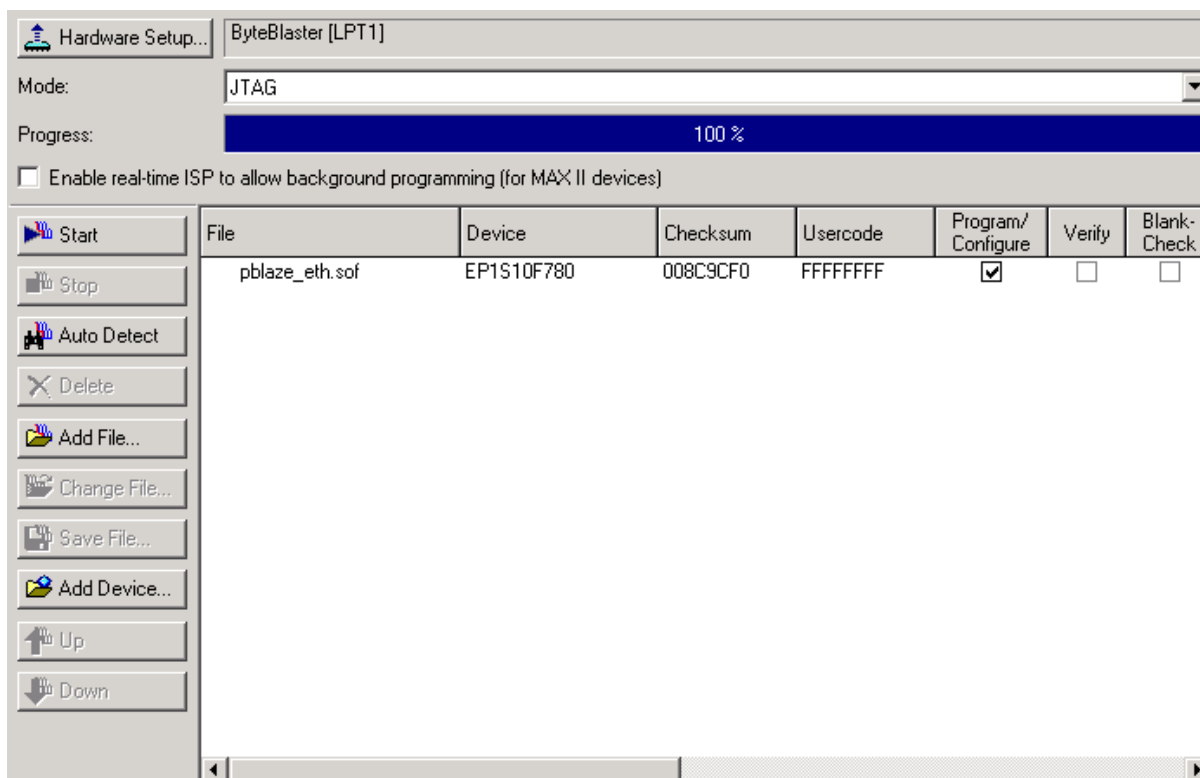 Hardware Setup... ByteBlaster [LPT1]
Mode: JTAG
Progress: 100 %
Enable real-time ISP to allow background programming (for MAX II devices)
Start
Stop
Auto Detect
Delete
Add File...
Change File...
Save File...
Add Device...
Up
Down
File Device Checksum Usercode Program/ Configure Verify Blank- Check
pblaze_eth.sof EP1S10F780 008C9CF0 FFFFFFFF